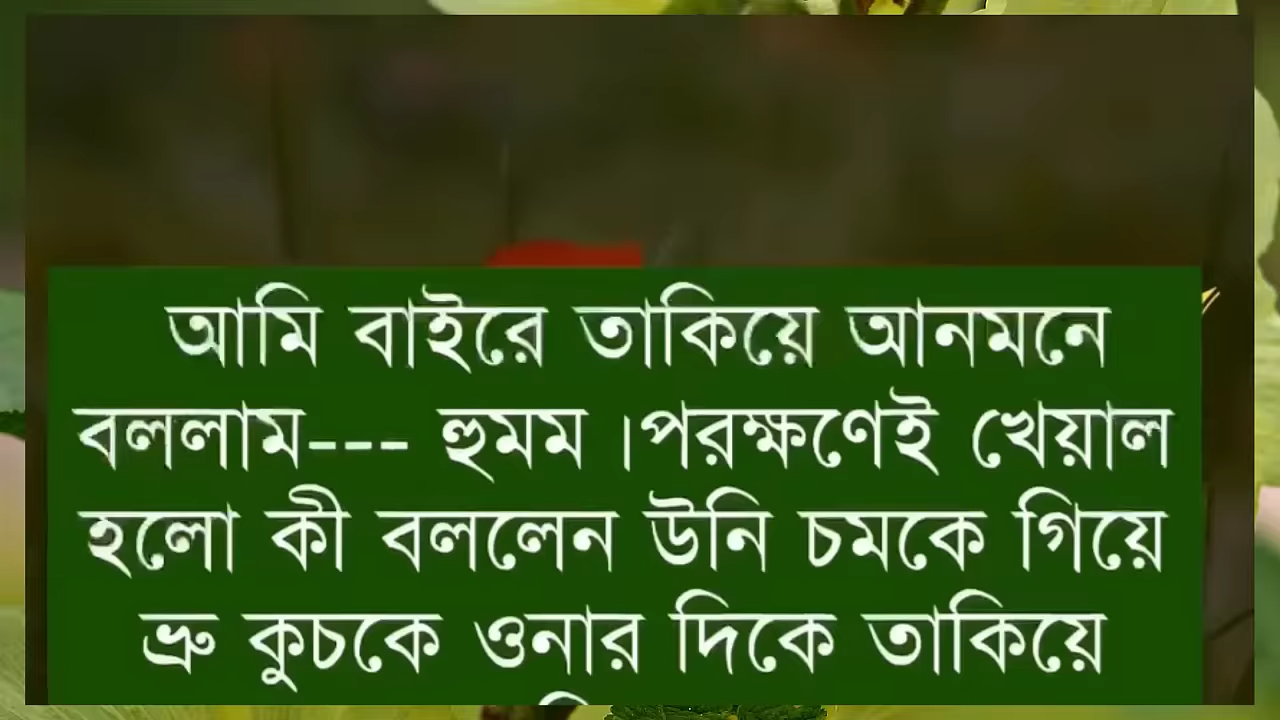 আমি বাইরে তাকিয়ে আনমনে
বললাম--- হুমম ।পরক্ষণেই খেয়াল
হলো কী বললেন উনি চমকে গিয়ে
ভ্রু কুচকে ওনার দিকে তাকিয়ে